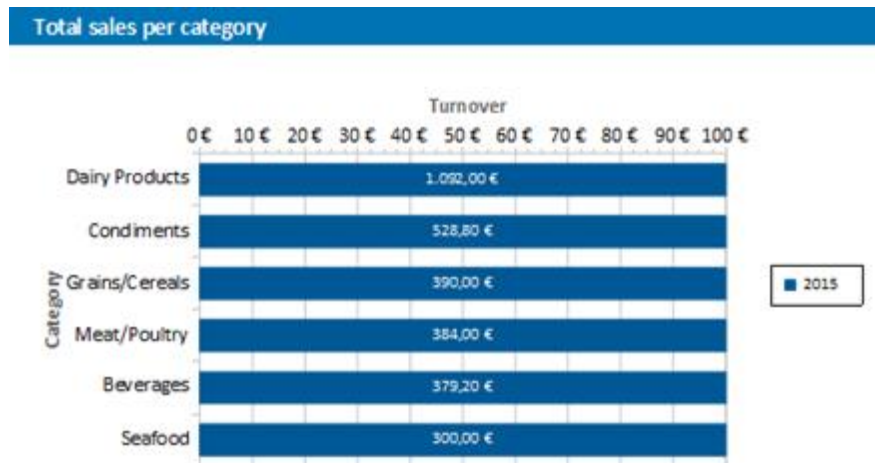 Total sales per category
Turnover
0 € 10 € 20 € 30 € 40 € 50 € 60 € 70 € 80 € 90 € 100 €
Category
Dairy Products 1.092,00 €
Condiments 528,80 €
Grains/Cereals 390,00 €
Meat/Poultry 384,00 €
Beverages 379,20 €
Seafood 300,00 €
2015